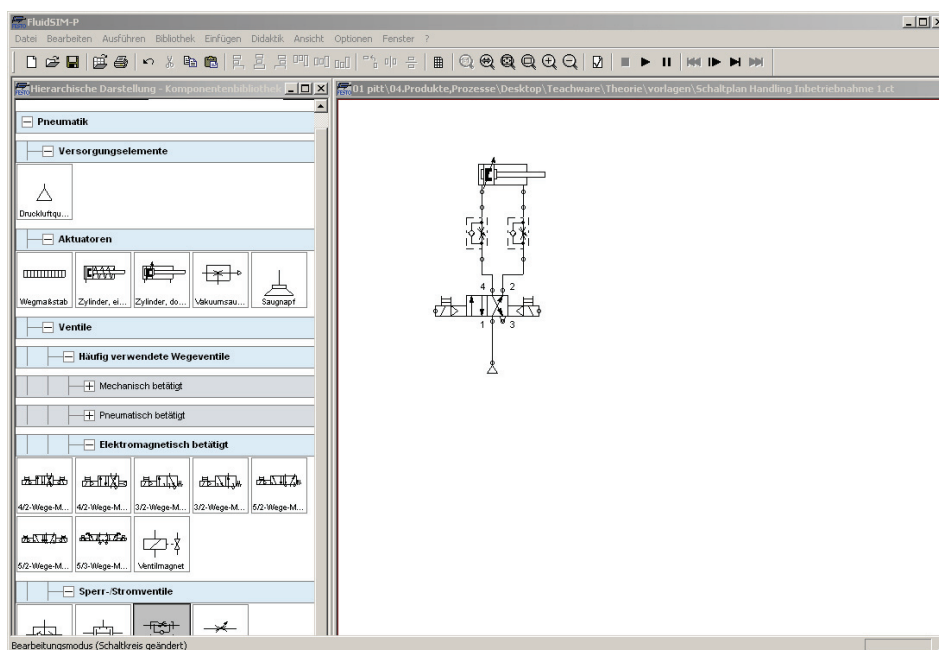 FluidSIM-P
Datei Bearbeiten Ausführen Bibliothek Einfügen Didaktik Ansicht Optionen Fenster ?
Hierarchische Darstellung - Komponentenbibliothek
01 pitt\04.Produkte,Prozesse\Desktop\Teachware\Theorie\vorlagen\Schaltplan Handling Inbetriebnahme 1.ct
Pneumatik
Versorgungselemente
Druckluftqu...
Aktuatoren
Wegmaßstab Zylinder, ei... Zylinder, do... Vakuumsau... Saugnapf
Ventile
Häufig verwendete Wegeventile
Mechanisch betätigt
Pneumatisch betätigt
Elektromagnetisch betätigt
4/2-Wege-M... 4/2-Wege-M... 3/2-Wege-M... 3/2-Wege-M... 5/2-Wege-M...
5/2-Wege-M... 5/3-Wege-M... Ventilmagnet
Sperr-/Stromventile
4 2
1 3
Bearbeitungsmodus (Schaltkreis geändert)